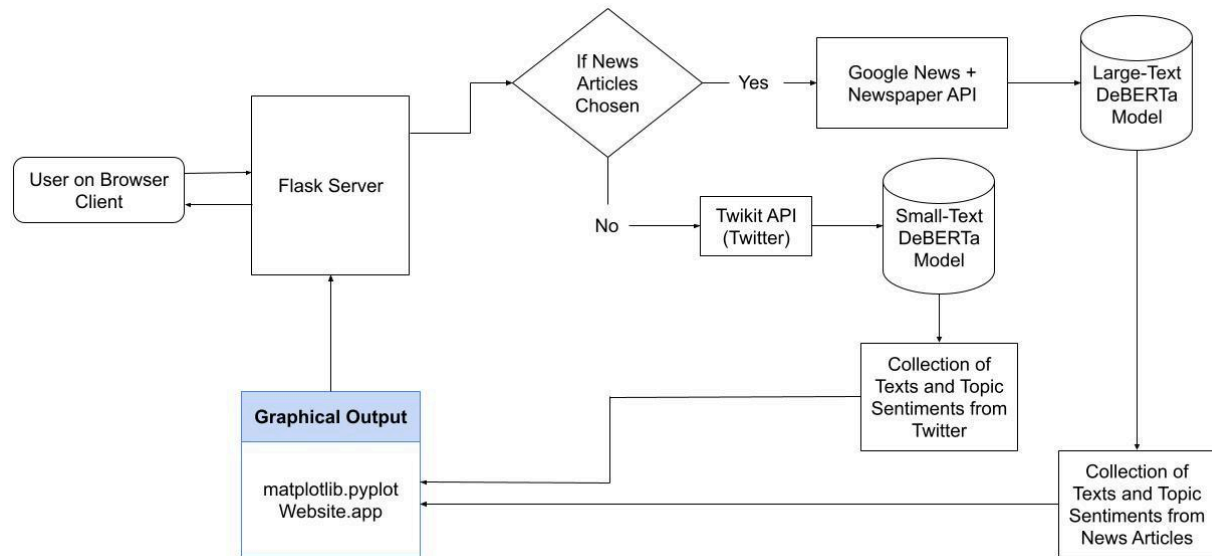 If News
Articles
Chosen
Yes
Google News +
Newspaper API
Large-Text
DeBERTa
Model
User on Browser
Client
Flask Server
No
Twikit API
(Twitter)
Small-Text
DeBERTa
Model
Collection of
Texts and Topic
Sentiments from
Twitter
Graphical Output
matplotlib.pyplot
Website.app
Collection of
Texts and Topic
Sentiments from
News Articles